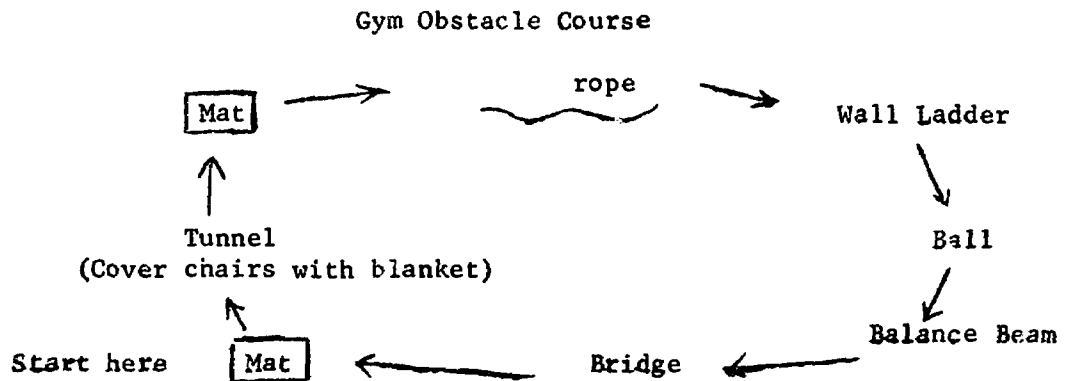 Gym Obstacle Course
rope
Mat
Wall Ladder
Tunnel
Ball
(Cover chairs with blanket)
Balance Beam
Start here Mat Bridge